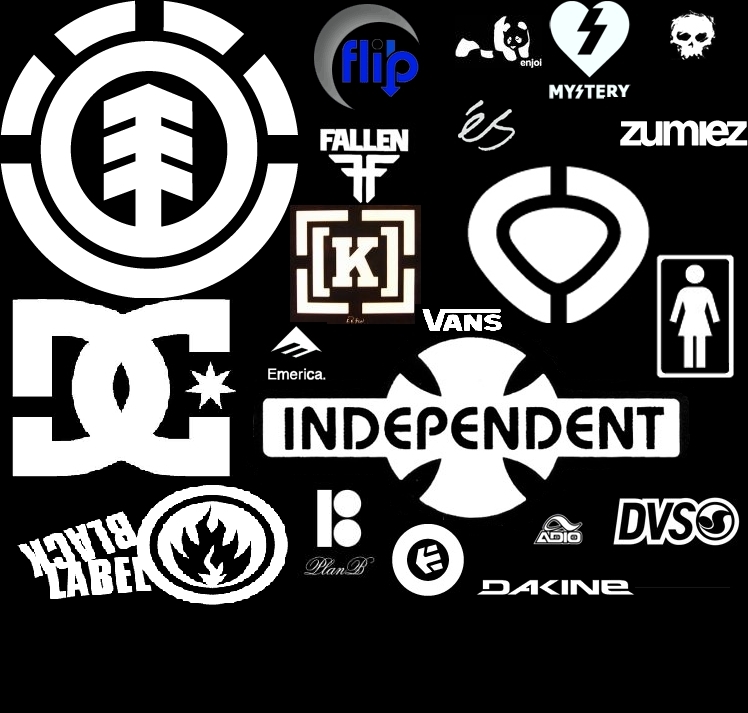 flip
enjoi
MYSTERY
éS
zumiez
FALLEN
[K]
VANS
Emerica.
INDEPENDENT
BLACK
LABEL
PlanB
ADIO
DVS
DAKINE